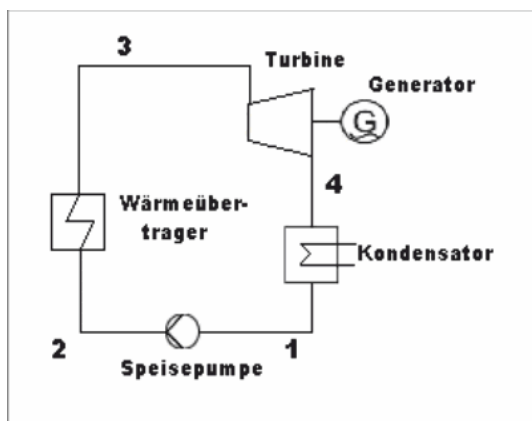 3
Turbine
Generator
G
4
Wärmeüber-
trager
Kondensator
2
1
Speisepumpe